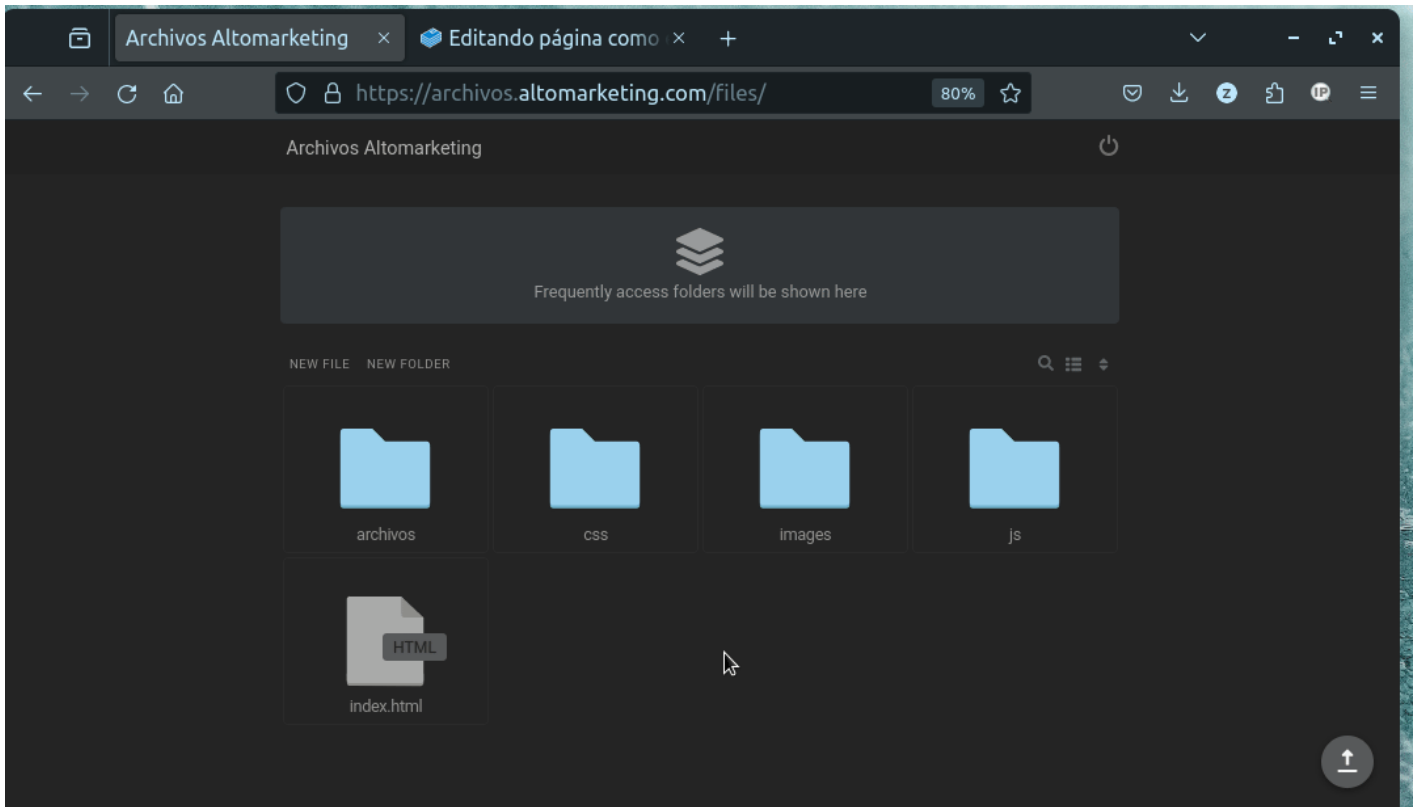 Archivos Altomarketing
Editando página como
https://archivos.altomarketing.com/files/
80%
Z
IP
Archivos Altomarketing
Frequently access folders will be shown here
NEW FILE NEW FOLDER
archivos
css
images
js
HTML
index.html